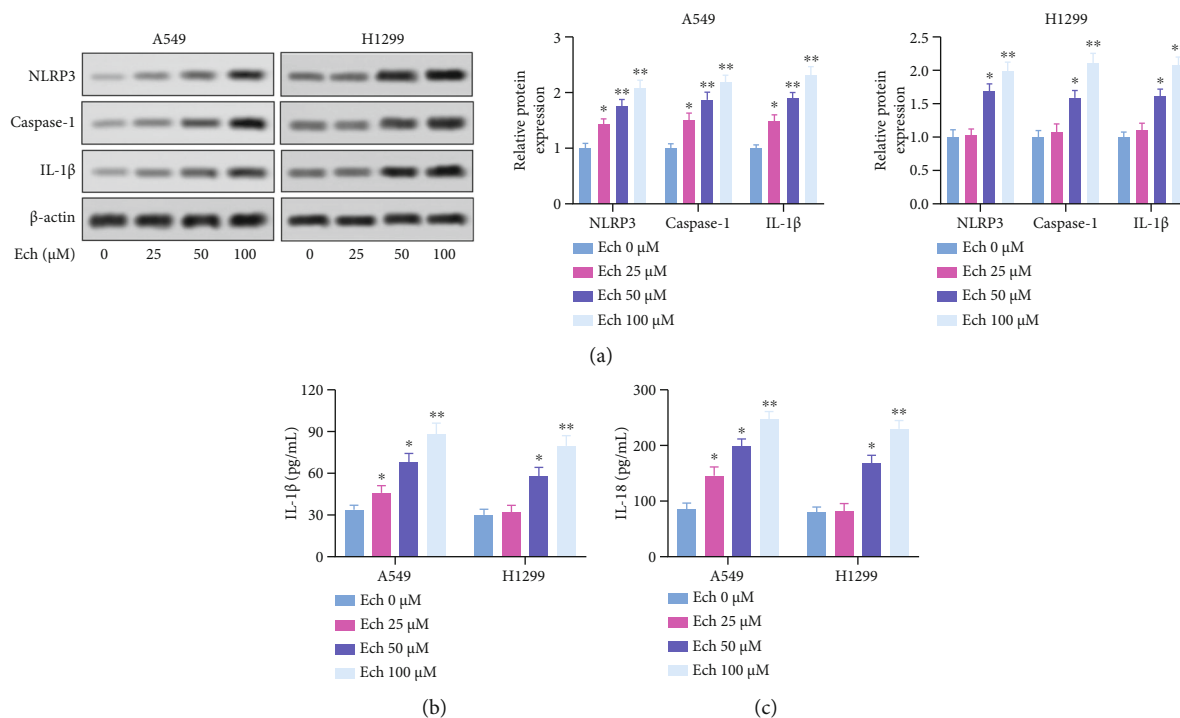 A549 H1299
NLRP3
Caspase-1
IL-1β
β-actin
Ech (μM) 0 25 50 100 0 25 50 100
A549
Relative protein
expression
3
2
1
0
* ** **
* ** **
* ** **
NLRP3 Caspase-1 IL-1β
Ech 0 μM
Ech 25 μM
Ech 50 μM
Ech 100 μM
H1299
Relative protein
expression
2.5
2.0
1.5
1.0
0.5
0.0
* **
* **
* *
NLRP3 Caspase-1 IL-1β
Ech 0 μM
Ech 25 μM
Ech 50 μM
Ech 100 μM
(a)
IL-1β (pg/mL)
120
90
60
30
0
* * **
* **
A549 H1299
Ech 0 μM
Ech 25 μM
Ech 50 μM
Ech 100 μM
(b)
IL-18 (pg/mL)
300
200
100
0
* * **
* **
A549 H1299
Ech 0 μM
Ech 25 μM
Ech 50 μM
Ech 100 μM
(c)